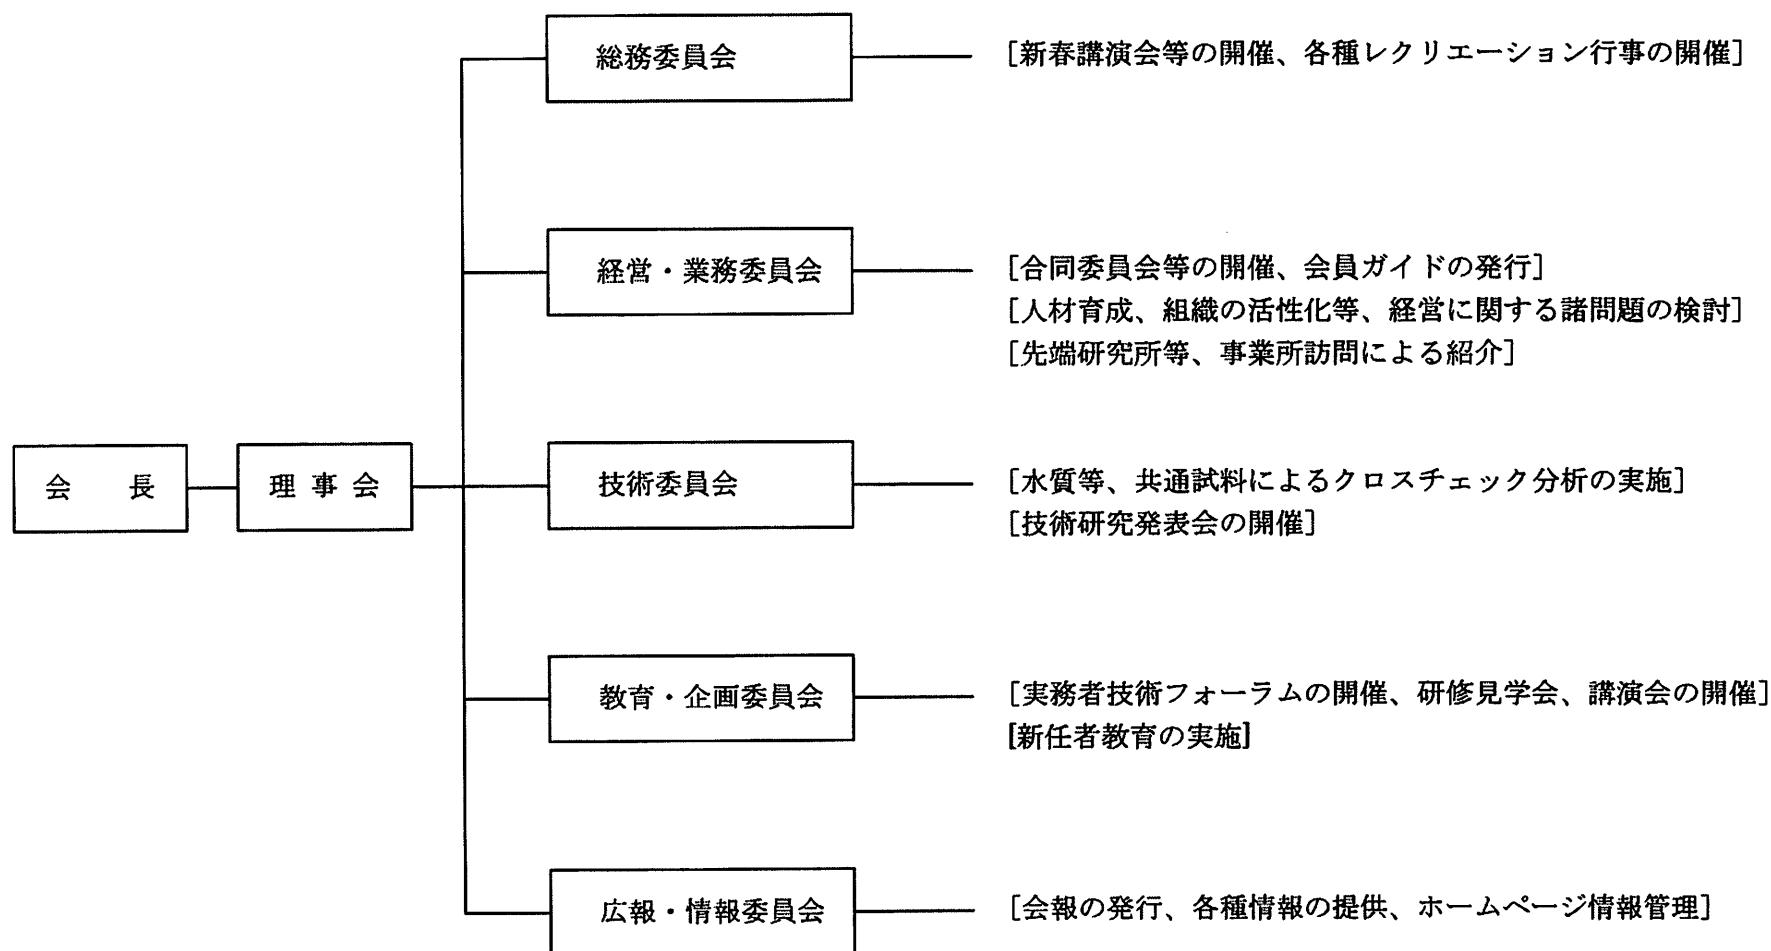 総務委員会
[新春講演会等の開催、各種レクリエーション行事の開催]
経営・業務委員会
[合同委員会等の開催、会員ガイドの発行]
[人材育成、組織の活性化等、経営に関する諸問題の検討]
[先端研究所等、事業所訪問による紹介]
会　長
理 事 会
技術委員会
[水質等、共通試料によるクロスチェック分析の実施]
[技術研究発表会の開催]
教育・企画委員会
[実務者技術フォーラムの開催、研修見学会、講演会の開催]
[新任者教育の実施]
広報・情報委員会
[会報の発行、各種情報の提供、ホームページ情報管理]